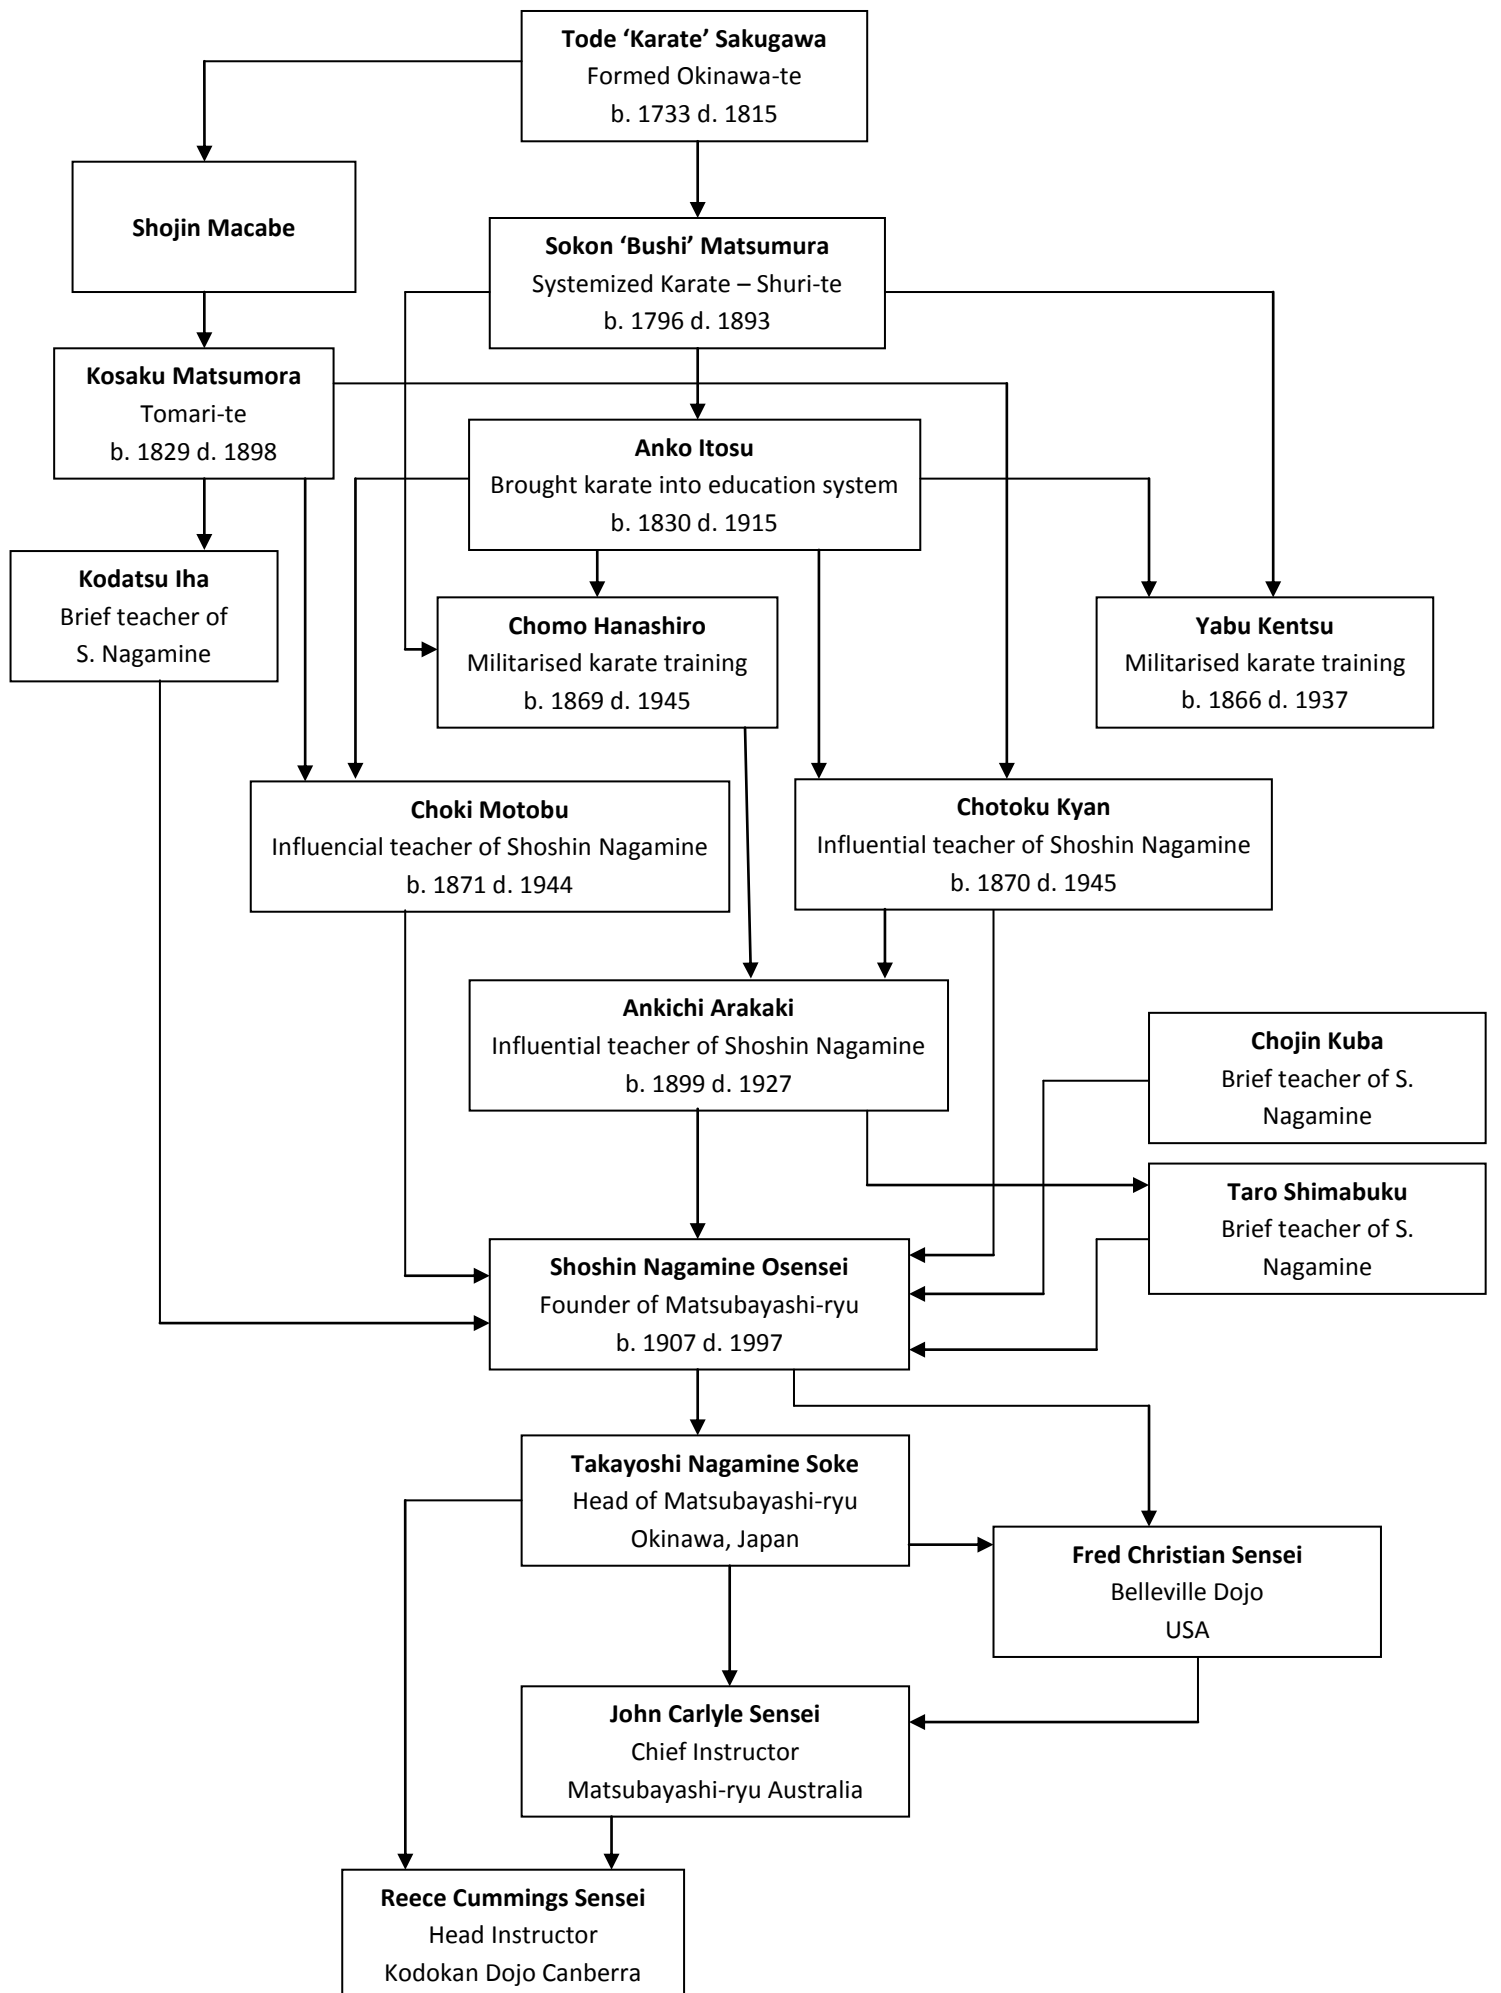 Tode ‘Karate’ Sakugawa
Formed Okinawa-te
b. 1733 d. 1815
Shojin Macabe
Sokon ‘Bushi’ Matsumura
Systemized Karate – Shuri-te
b. 1796 d. 1893
Kosaku Matsumora
Tomari-te
b. 1829 d. 1898
Anko Itosu
Brought karate into education system
b. 1830 d. 1915
Kodatsu Iha
Brief teacher of
S. Nagamine
Chomo Hanashiro
Militarised karate training
b. 1869 d. 1945
Yabu Kentsu
Militarised karate training
b. 1866 d. 1937
Choki Motobu
Influencial teacher of Shoshin Nagamine
b. 1871 d. 1944
Chotoku Kyan
Influential teacher of Shoshin Nagamine
b. 1870 d. 1945
Ankichi Arakaki
Influential teacher of Shoshin Nagamine
b. 1899 d. 1927
Chojin Kuba
Brief teacher of S.
Nagamine
Taro Shimabuku
Brief teacher of S.
Nagamine
Shoshin Nagamine Osensei
Founder of Matsubayashi-ryu
b. 1907 d. 1997
Takayoshi Nagamine Soke
Head of Matsubayashi-ryu
Okinawa, Japan
Fred Christian Sensei
Belleville Dojo
USA
John Carlyle Sensei
Chief Instructor
Matsubayashi-ryu Australia
Reece Cummings Sensei
Head Instructor
Kodokan Dojo Canberra